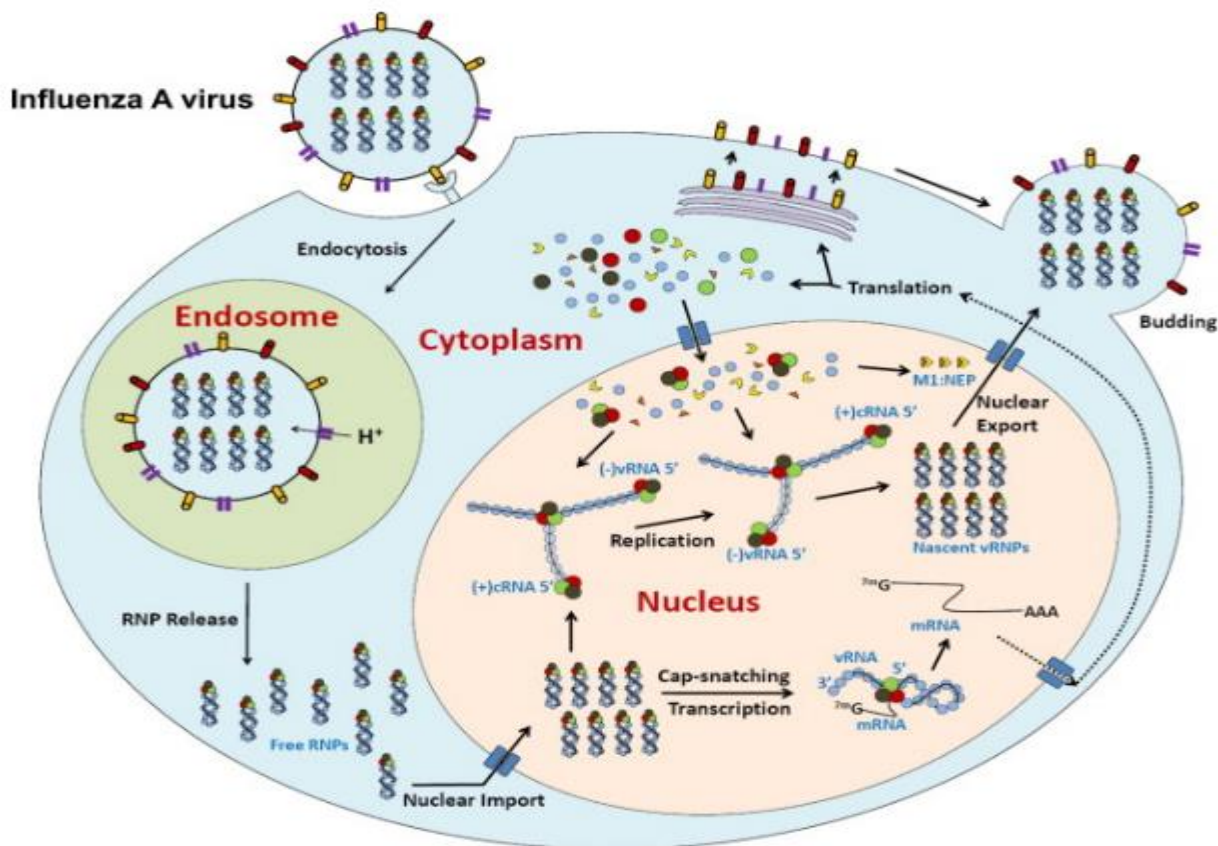 Influenza A virus
Endocytosis
Endosome
H⁺
Cytoplasm
Translation
Budding
M1:NEP
Nuclear
Export
(+)cRNA 5'
(-)vRNA 5'
Replication
(-)vRNA 5'
(+)cRNA 5'
Nascent vRNPs
Nucleus
⁷ᵐG
AAA
mRNA
RNP Release
Free RNPs
Nuclear Import
Cap-snatching
Transcription
vRNA
3'
5'
⁷ᵐG
mRNA